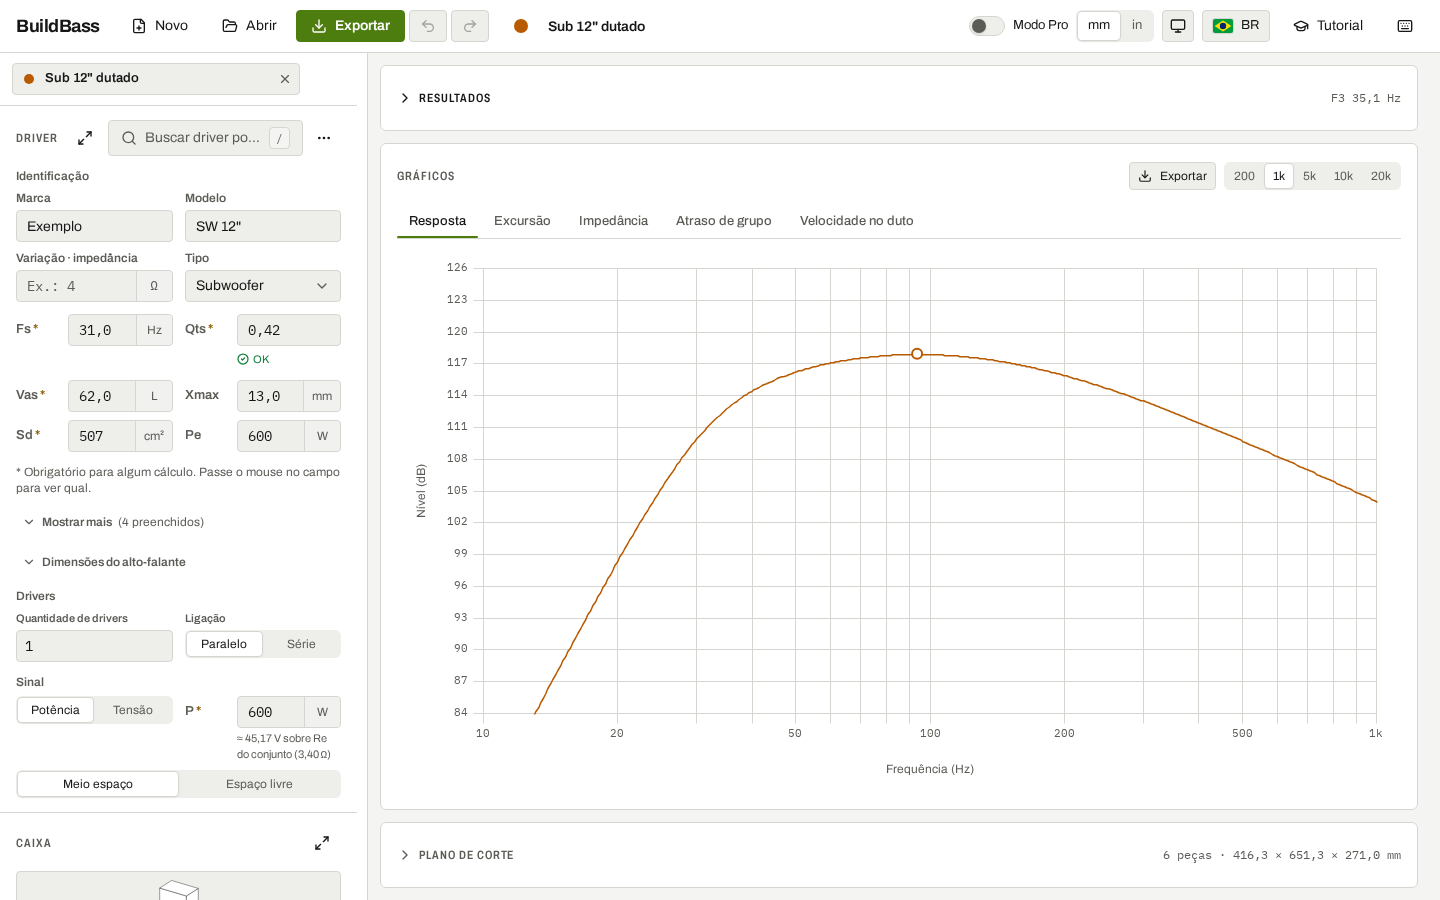 BuildBass
Novo
Abrir
Exportar
Sub 12" dutado
Modo Pro
mm
in
BR
Tutorial
Sub 12" dutado
DRIVER
Buscar driver po...
/
Identificação
Marca
Modelo
Exemplo
SW 12"
Variação · impedância
Tipo
Ex.: 4
Ω
Subwoofer
Fs *
31,0
Hz
Qts *
0,42
OK
Vas *
62,0
L
Xmax
13,0
mm
Sd *
507
cm²
Pe
600
W
* Obrigatório para algum cálculo. Passe o mouse no campo
para ver qual.
Mostrar mais (4 preenchidos)
Dimensões do alto-falante
Drivers
Quantidade de drivers
Ligação
1
Paralelo
Série
Sinal
Potência
Tensão
P *
600
W
≈ 45,17 V sobre Re
do conjunto (3,40 Ω)
Meio espaço
Espaço livre
CAIXA
RESULTADOS
F3 35,1 Hz
GRÁFICOS
Exportar
200
1k
5k
10k
20k
Resposta
Excursão
Impedância
Atraso de grupo
Velocidade no duto
126
123
120
117
114
111
108
105
102
99
96
93
90
87
84
Nível (dB)
10
20
50
100
200
500
1k
Frequência (Hz)
PLANO DE CORTE
6 peças · 416,3 × 651,3 × 271,0 mm